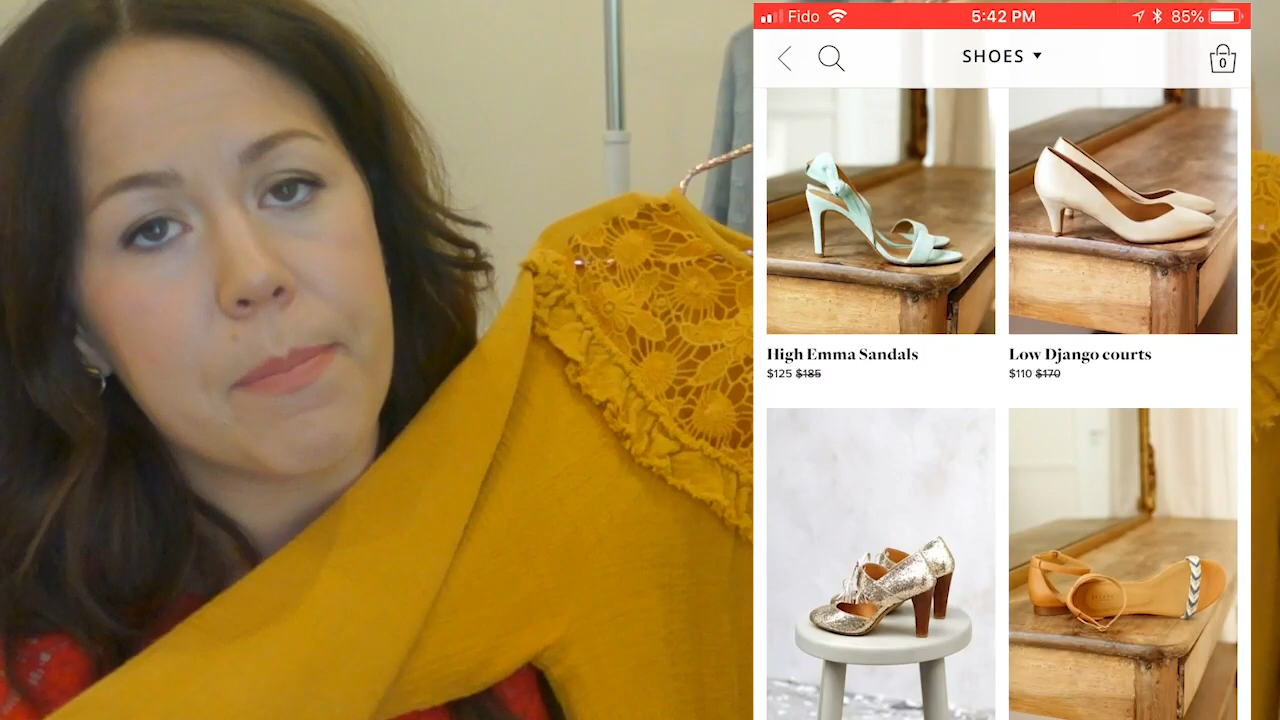 Fido 5:42 PM 85%
SHOES
0
High Emma Sandals
$125 $185
Low Django courts
$110 $170